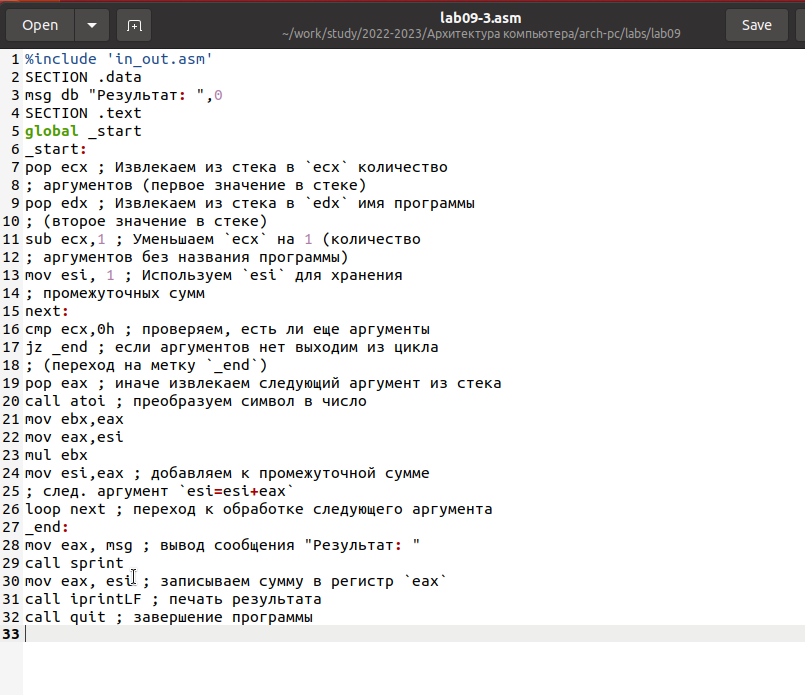 Open
lab09-3.asm
~/work/study/2022-2023/Архитектура компьютера/arch-pc/labs/lab09
Save
1 %include 'in_out.asm'
2 SECTION .data
3 msg db "Результат: ",0
4 SECTION .text
5 global _start
6 _start:
7 pop ecx ; Извлекаем из стека в `ecx` количество
8 ; аргументов (первое значение в стеке)
9 pop edx ; Извлекаем из стека в `edx` имя программы
10 ; (второе значение в стеке)
11 sub ecx,1 ; Уменьшаем `ecx` на 1 (количество
12 ; аргументов без названия программы)
13 mov esi, 1 ; Используем `esi` для хранения
14 ; промежуточных сумм
15 next:
16 cmp ecx,0h ; проверяем, есть ли еще аргументы
17 jz _end ; если аргументов нет выходим из цикла
18 ; (переход на метку `_end`)
19 pop eax ; иначе извлекаем следующий аргумент из стека
20 call atoi ; преобразуем символ в число
21 mov ebx,eax
22 mov eax,esi
23 mul ebx
24 mov esi,eax ; добавляем к промежуточной сумме
25 ; след. аргумент `esi=esi+eax`
26 loop next ; переход к обработке следующего аргумента
27 _end:
28 mov eax, msg ; вывод сообщения "Результат: "
29 call sprint
30 mov eax, esi ; записываем сумму в регистр `eax`
31 call iprintLF ; печать результата
32 call quit ; завершение программы
33